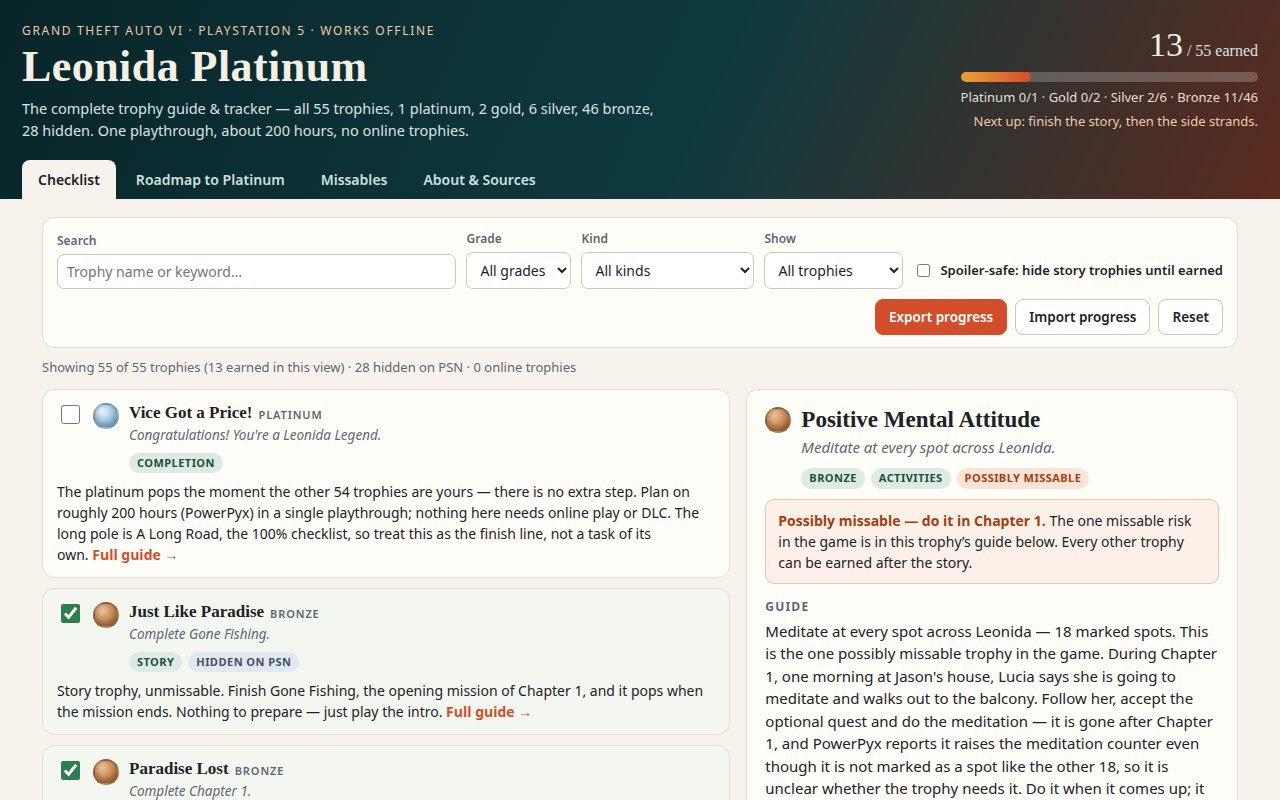 GRAND THEFT AUTO VI · PLAYSTATION 5 · WORKS OFFLINE
Leonida Platinum
The complete trophy guide & tracker — all 55 trophies, 1 platinum, 2 gold, 6 silver, 46 bronze,
28 hidden. One playthrough, about 200 hours, no online trophies.
13 / 55 earned
Platinum 0/1 · Gold 0/2 · Silver 2/6 · Bronze 11/46
Next up: finish the story, then the side strands.
Checklist
Roadmap to Platinum
Missables
About & Sources
Search
Trophy name or keyword...
Grade
All grades
Kind
All kinds
Show
All trophies
Spoiler-safe: hide story trophies until earned
Export progress
Import progress
Reset
Showing 55 of 55 trophies (13 earned in this view) · 28 hidden on PSN · 0 online trophies
Vice Got a Price! PLATINUM
Congratulations! You're a Leonida Legend.
COMPLETION
The platinum pops the moment the other 54 trophies are yours — there is no extra step. Plan on
roughly 200 hours (PowerPyx) in a single playthrough; nothing here needs online play or DLC. The
long pole is A Long Road, the 100% checklist, so treat this as the finish line, not a task of its
own. Full guide →
Just Like Paradise BRONZE
Complete Gone Fishing.
STORY
HIDDEN ON PSN
Story trophy, unmissable. Finish Gone Fishing, the opening mission of Chapter 1, and it pops when
the mission ends. Nothing to prepare — just play the intro. Full guide →
Paradise Lost BRONZE
Complete Chapter 1.
Positive Mental Attitude
Meditate at every spot across Leonida.
BRONZE
ACTIVITIES
POSSIBLY MISSABLE
Possibly missable — do it in Chapter 1. The one missable risk
in the game is in this trophy's guide below. Every other trophy
can be earned after the story.
GUIDE
Meditate at every spot across Leonida — 18 marked spots. This
is the one possibly missable trophy in the game. During Chapter
1, one morning at Jason's house, Lucia says she is going to
meditate and walks out to the balcony. Follow her, accept the
optional quest and do the meditation — it is gone after Chapter
1, and PowerPyx reports it raises the meditation counter even
though it is not marked as a spot like the other 18, so it is
unclear whether the trophy needs it. Do it when it comes up; it